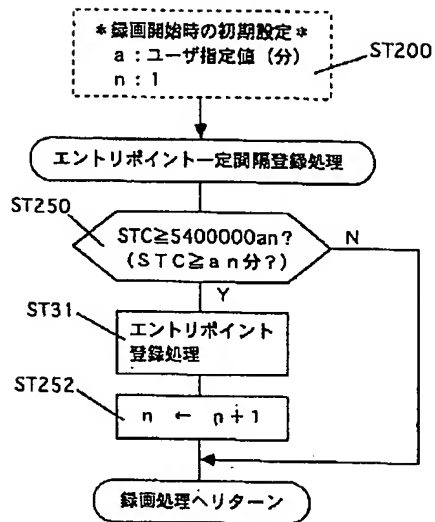 *録画開始時の初期設定*
a:ユーザ指定値(分)
n:1
ST200
エントリポイント一定間隔登録処理
ST250
STC≧5400000an?
(STC≧an分?)
N
Y
ST31
エントリポイント
登録処理
ST252
n ← n+1
録画処理へリターン